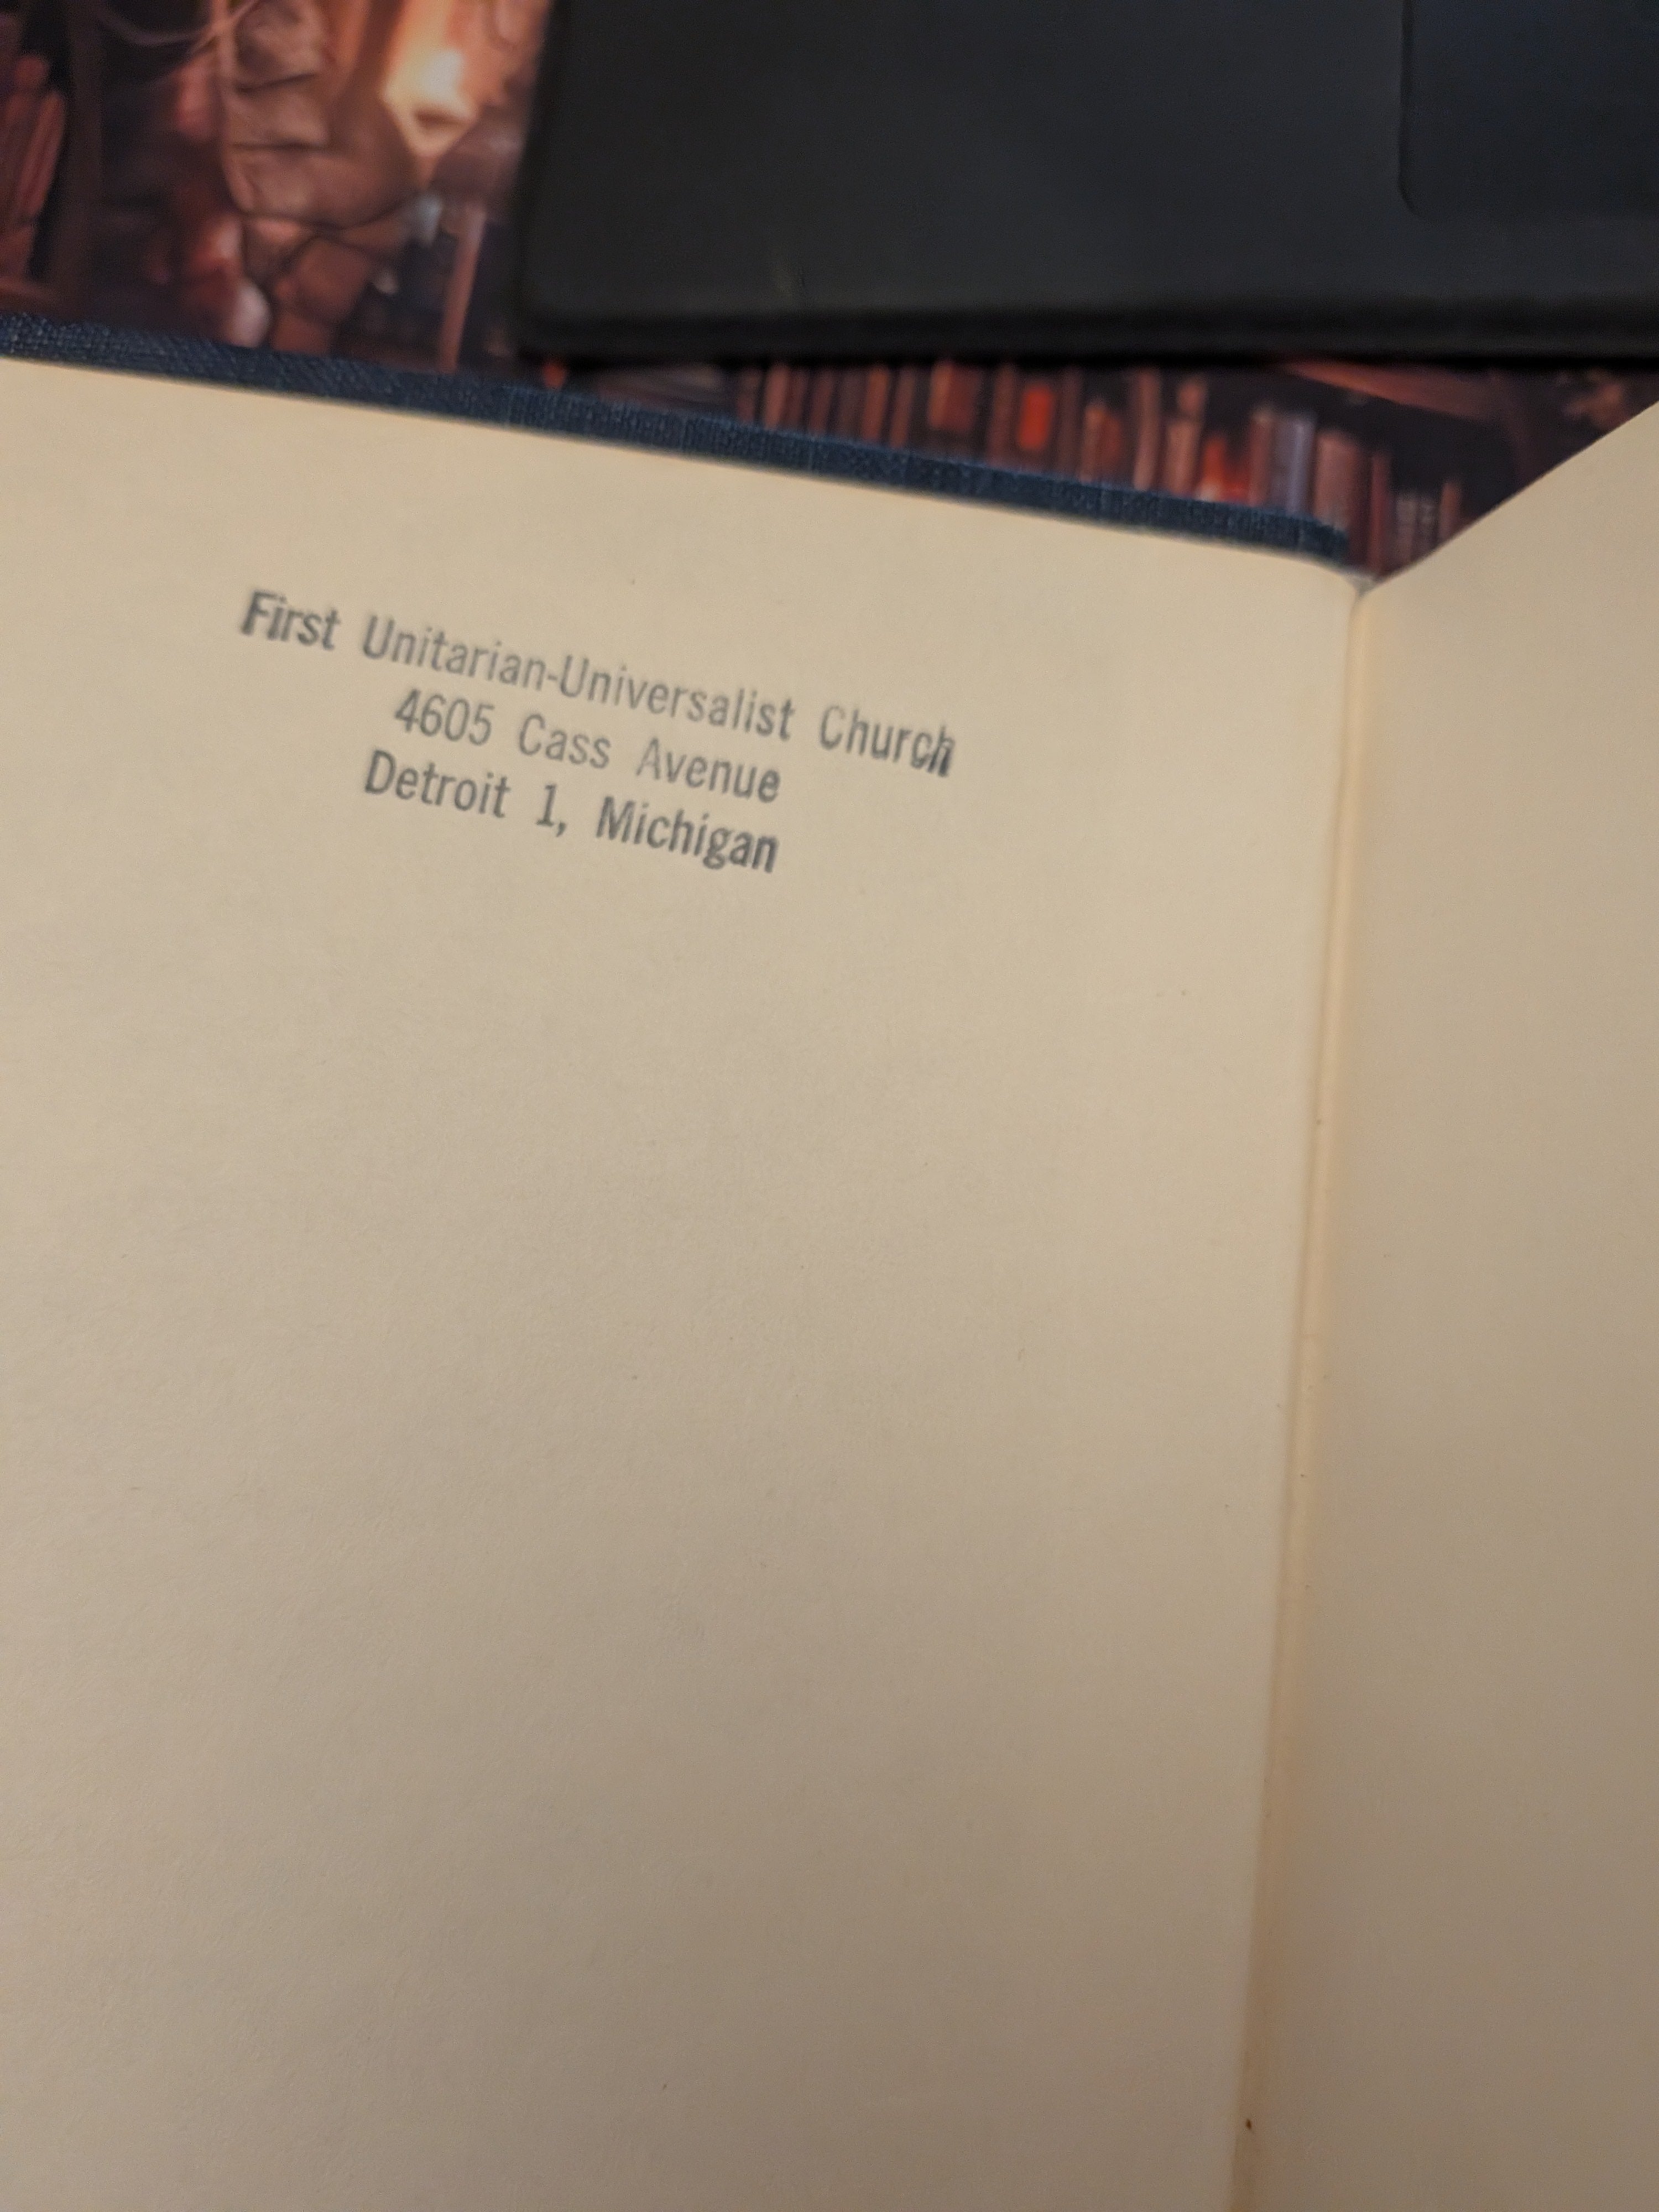 First Unitarian-Universalist Church
4605 Cass Avenue
Detroit 1, Michigan